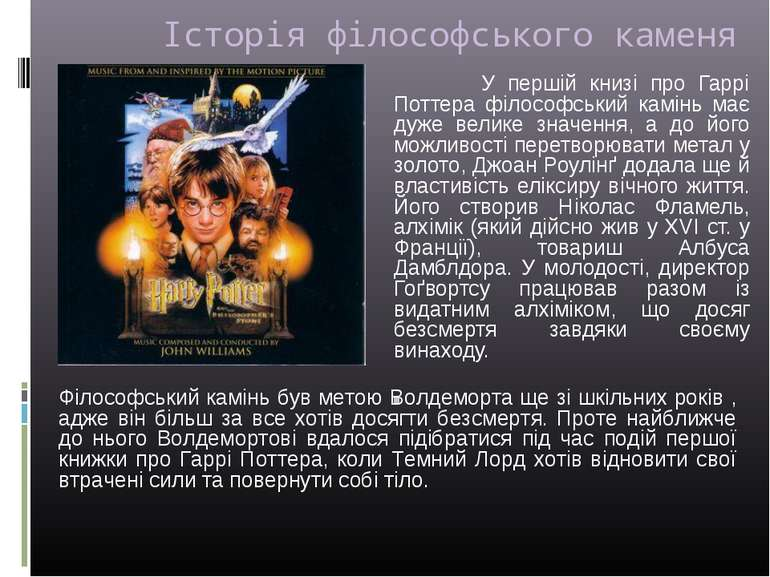 Історія філософського каменя
MUSIC FROM AND INSPIRED BY THE MOTION PICTURE
Harry Potter
AND THE
PHILOSOPHER'S
STONE
MUSIC COMPOSED AND CONDUCTED BY
JOHN WILLIAMS
У першій книзі про Гаррі
Поттера філософський камінь має
дуже велике значення, а до його
можливості перетворювати метал у
золото, Джоан Роулінґ додала ще й
властивість еліксиру вічного життя.
Його створив Ніколас Фламель,
алхімік (який дійсно жив у XVI ст. у
Франції), товариш Албуса
Дамблдора. У молодості, директор
Гоґвортсу працював разом із
видатним алхіміком, що досяг
безсмертя завдяки своєму
винаходу.
Філософський камінь був метою Волдеморта ще зі шкільних років ,
адже він більш за все хотів досягти безсмертя. Проте найближче
до нього Волдемортові вдалося підібратися під час подій першої
книжки про Гаррі Поттера, коли Темний Лорд хотів відновити свої
втрачені сили та повернути собі тіло.